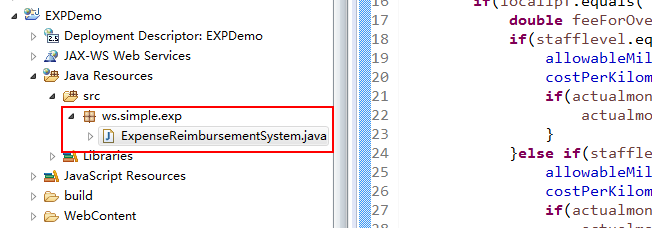 EXPDemo
Deployment Descriptor: EXPDemo
JAX-WS Web Services
Java Resources
src
ws.simple.exp
ExpenseReimbursementSystem.java
Libraries
JavaScript Resources
build
WebContent
16 if(localipf.equals(
17 double feeForOve
18 if(stafflevel.eq
19 allowableMil
20 costPerKilom
21 if(actualmon
22 actualmo
23 }
24 }else if(staffle
25 allowableMil
26 costPerKilom
27 if(actualmon
28 actualmo